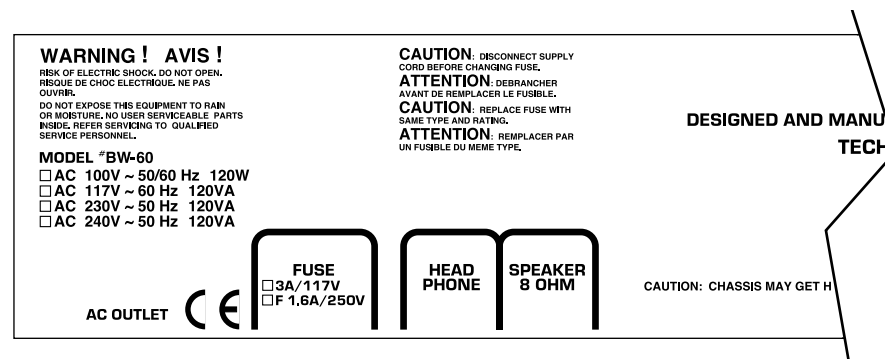 WARNING ! AVIS !
RISK OF ELECTRIC SHOCK. DO NOT OPEN.
RISQUE DE CHOC ELECTRIQUE. NE PAS
OUVRIR.
DO NOT EXPOSE THIS EQUIPMENT TO RAIN
OR MOISTURE. NO USER SERVICEABLE PARTS
INSIDE. REFER SERVICING TO QUALIFIED
SERVICE PERSONNEL.
MODEL #BW-60
□ AC 100V ~ 50/60 Hz 120W
□ AC 117V ~ 60 Hz 120VA
□ AC 230V ~ 50 Hz 120VA
□ AC 240V ~ 50 Hz 120VA
AC OUTLET CE
CAUTION: DISCONNECT SUPPLY
CORD BEFORE CHANGING FUSE.
ATTENTION: DEBRANCHER
AVANT DE REMPLACER LE FUSIBLE.
CAUTION: REPLACE FUSE WITH
SAME TYPE AND RATING.
ATTENTION: REMPLACER PAR
UN FUSIBLE DU MEME TYPE.
FUSE
□ 3A/117V
□ F 1.6A/250V
HEAD
PHONE
SPEAKER
8 OHM
DESIGNED AND MANU
TECH
CAUTION: CHASSIS MAY GET H